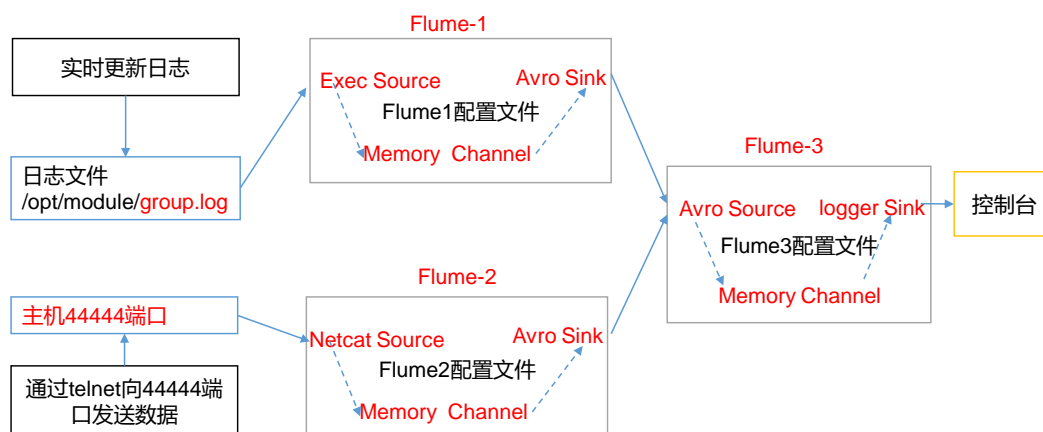 Flume-1
实时更新日志
Exec Source
Avro Sink
Flume1配置文件
Memory Channel
日志文件
/opt/module/group.log
Flume-3
Avro Source
logger Sink
Flume3配置文件
Memory Channel
控制台
Flume-2
主机44444端口
Netcat Source
Avro Sink
Flume2配置文件
Memory Channel
通过telnet向44444端
口发送数据